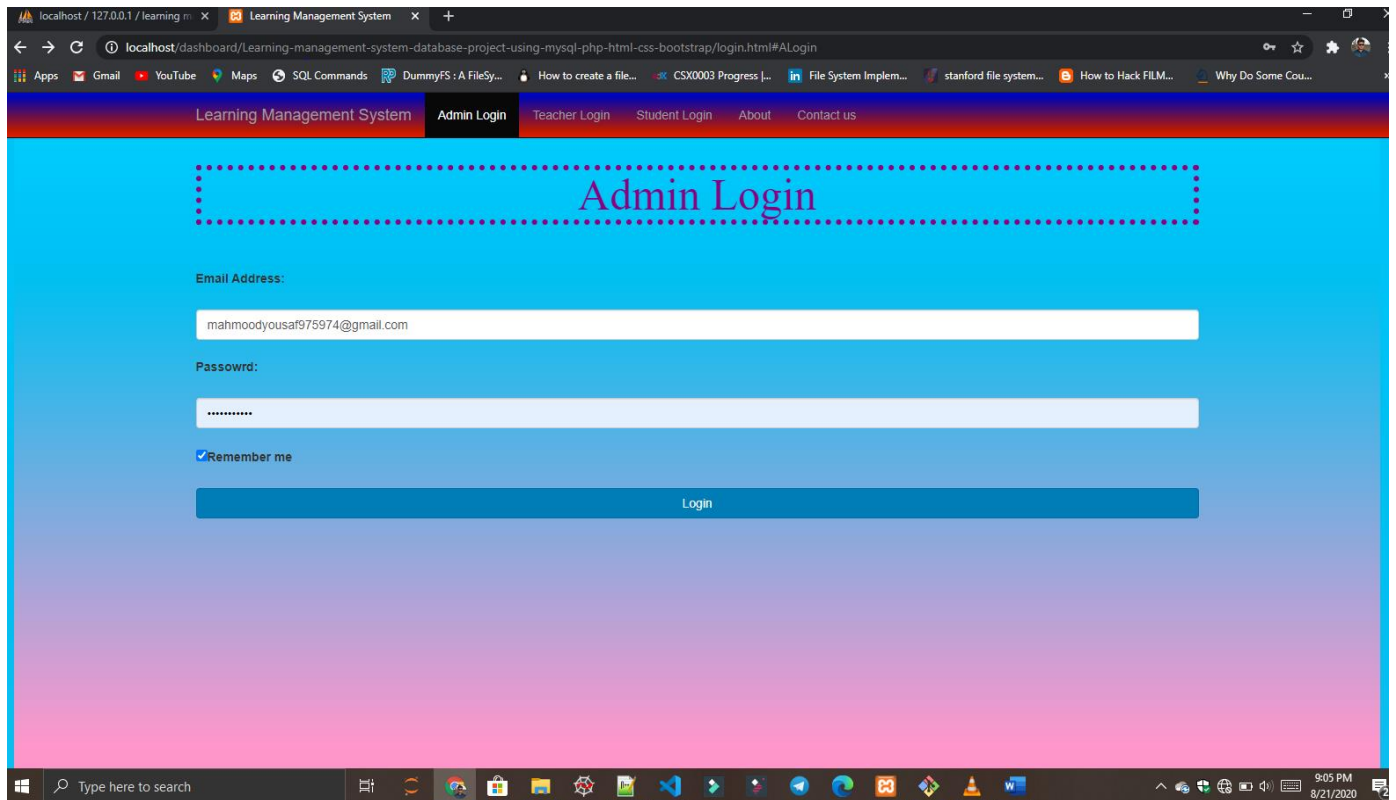 localhost / 127.0.0.1 / learning m
Learning Management System
localhost/dashboard/Learning-management-system-database-project-using-mysql-php-html-css-bootstrap/login.html#ALogin
Apps Gmail YouTube Maps SQL Commands DummyFS : A FileSy... How to create a file... CSX0003 Progress |... File System Implem... stanford file system... How to Hack FILM... Why Do Some Cou...
Learning Management System Admin Login Teacher Login Student Login About Contact us
Admin Login
Email Address:
mahmoodyousaf975974@gmail.com
Passowrd:
•••••••••••
Remember me
Login
Type here to search
9:05 PM
8/21/2020